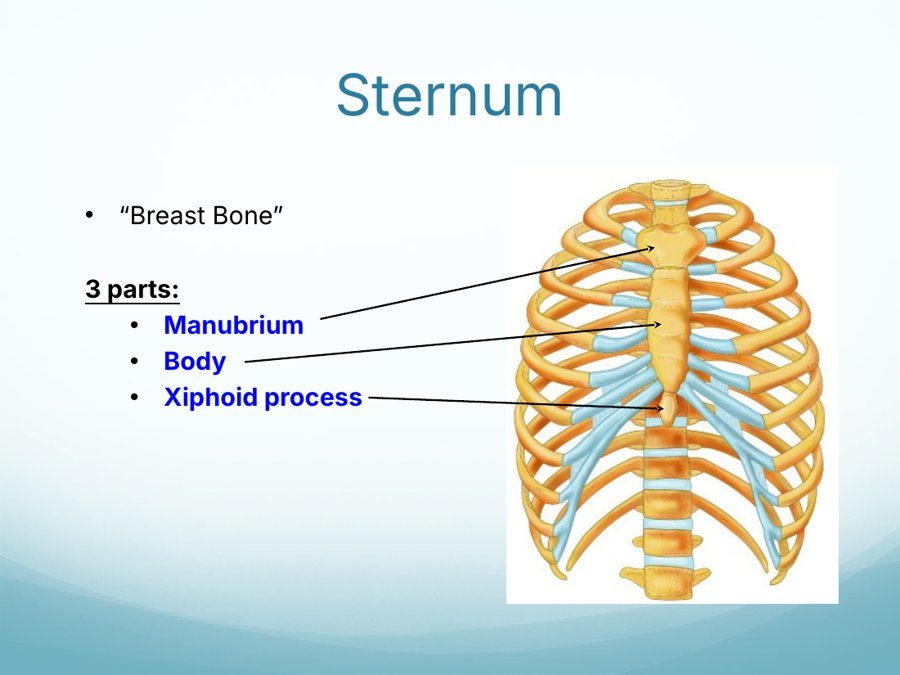 Sternum
• “Breast Bone”
3 parts:
• Manubrium
• Body
• Xiphoid process